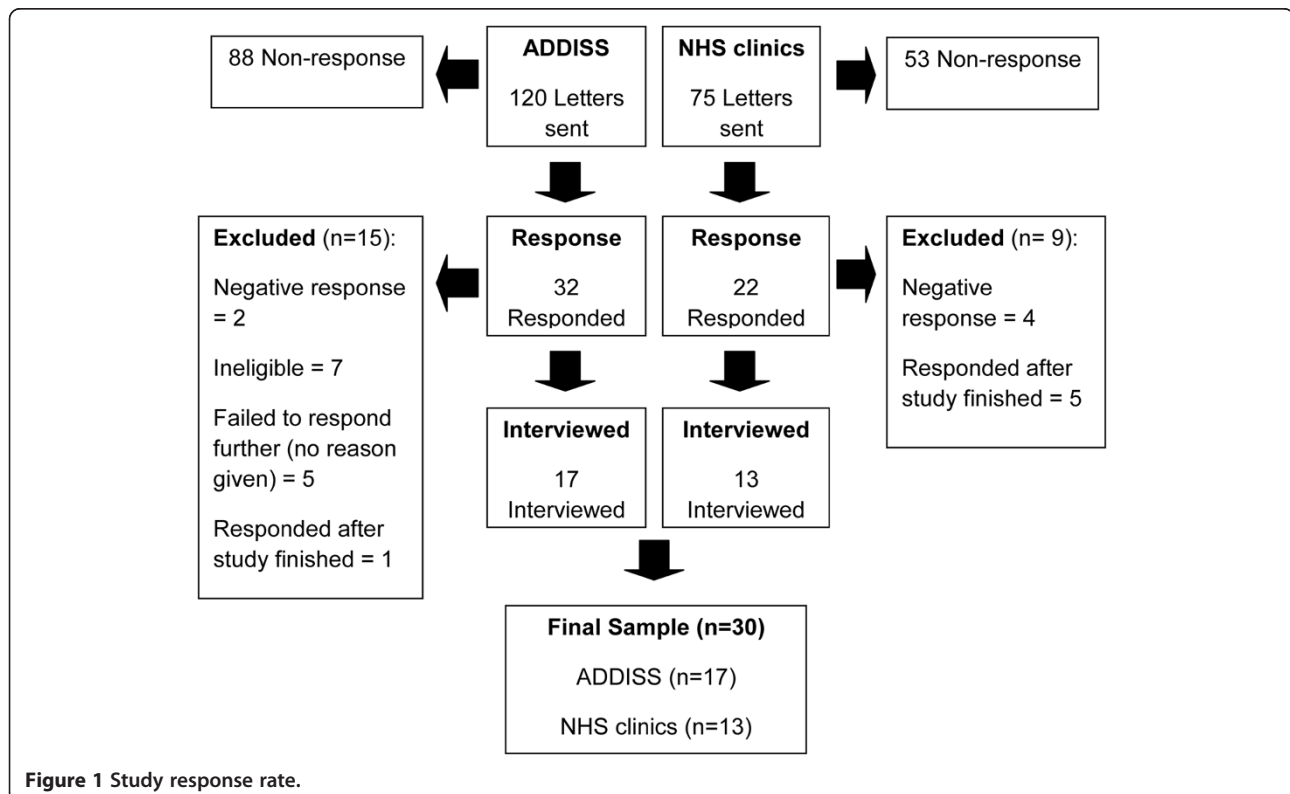 88 Non-response
ADDISS
120 Letters
sent
NHS clinics
75 Letters
sent
53 Non-response
Excluded (n=15):
Negative response
= 2
Ineligible = 7
Failed to respond
further (no reason
given) = 5
Responded after
study finished = 1
Response
32
Responded
Response
22
Responded
Excluded (n= 9):
Negative
response = 4
Responded after
study finished = 5
Interviewed
17
Interviewed
Interviewed
13
Interviewed
Final Sample (n=30)
ADDISS (n=17)
NHS clinics (n=13)
Figure 1 Study response rate.